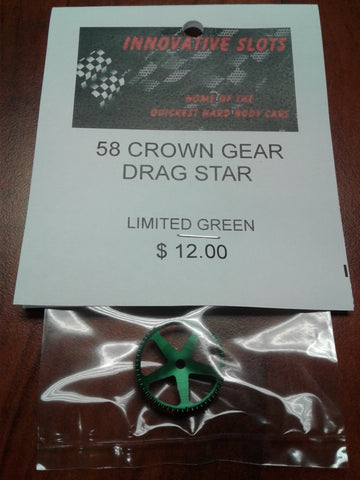 INNOVATIVE SLOTS
HOME OF THE
QUICKEST HARD BODY CARS
58 CROWN GEAR
DRAG STAR
LIMITED GREEN
$ 12.00